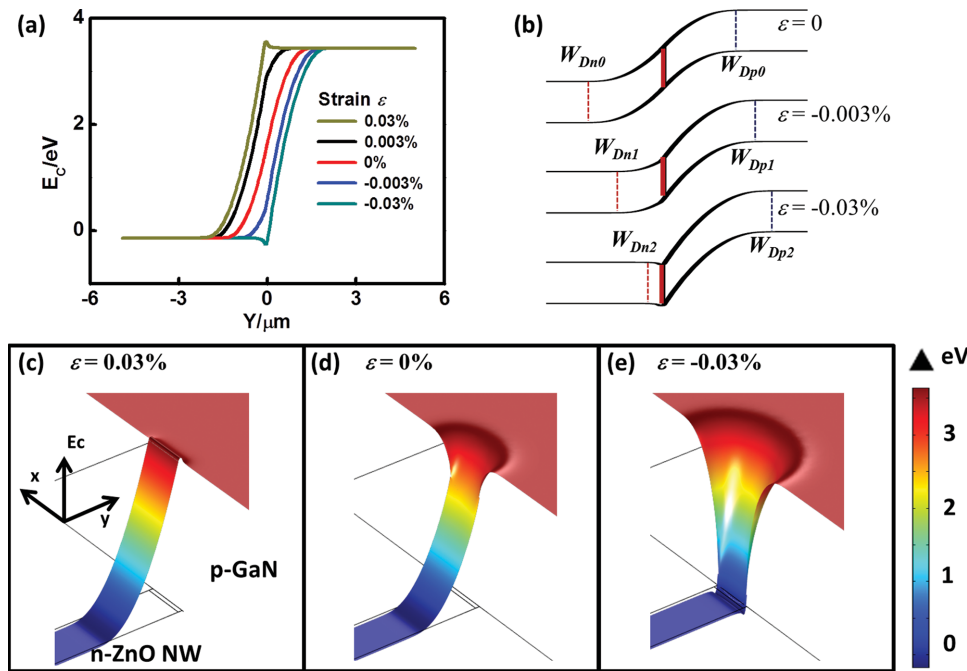 (a)
4
2
0
E_C/eV
Strain ε
0.03%
0.003%
0%
-0.003%
-0.03%
-6
-3
0
3
6
Y/μm
(b)
ε = 0
W_Dn0
W_Dp0
ε = -0.003%
W_Dn1
W_Dp1
ε = -0.03%
W_Dn2
W_Dp2
(c)
ε = 0.03%
Ec
x
y
p-GaN
n-ZnO NW
(d)
ε = 0%
(e)
ε = -0.03%
eV
3
2
1
0